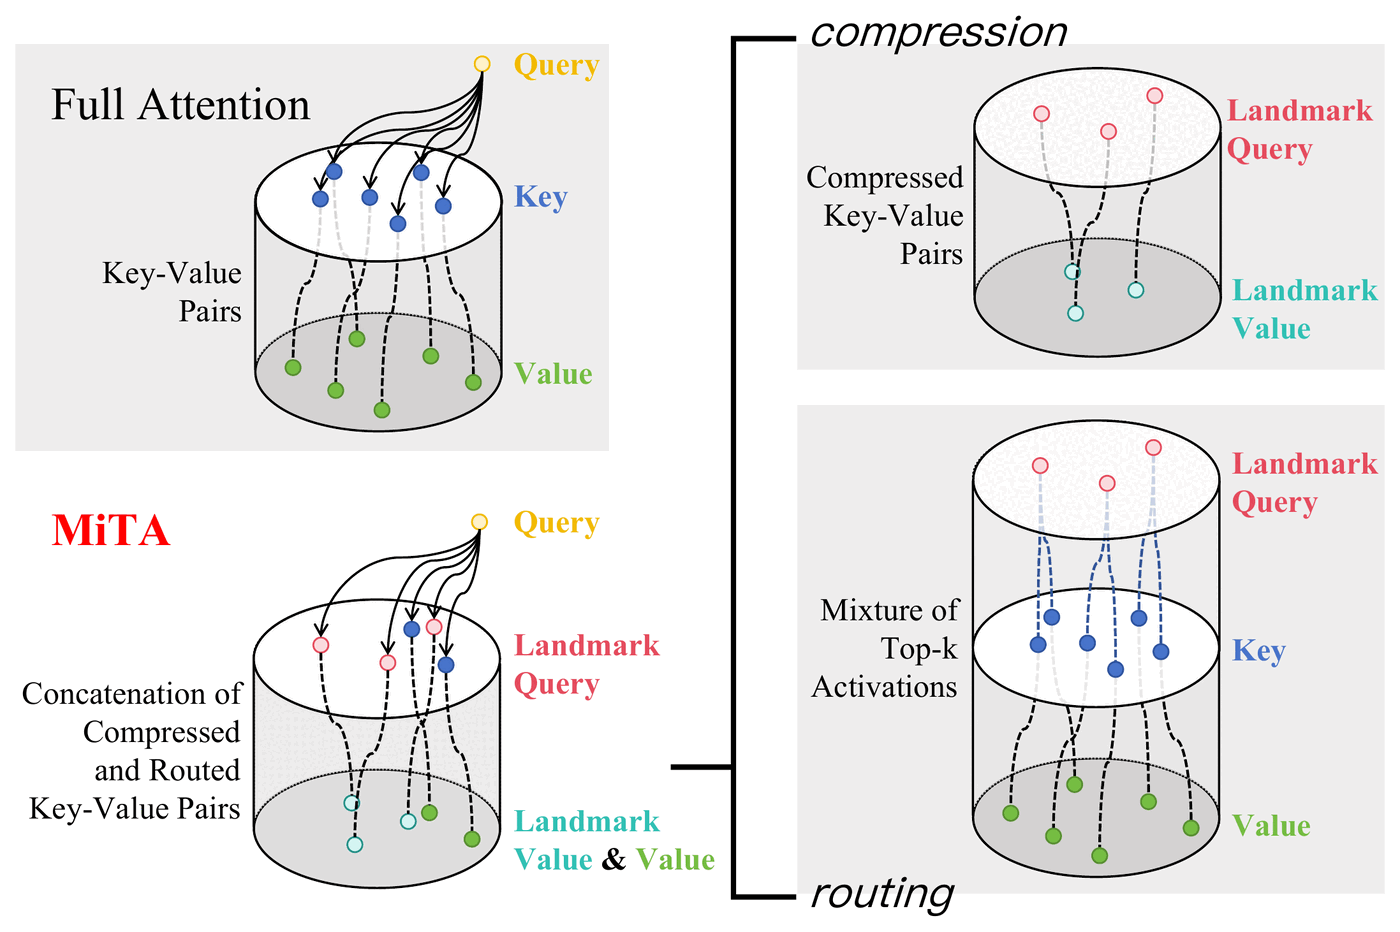 Full Attention
Query
Key
Key-Value
Pairs
Value
MiTA
Query
Landmark
Query
Concatenation of
Compressed
and Routed
Key-Value Pairs
Landmark
Value & Value
compression
Landmark
Query
Compressed
Key-Value
Pairs
Landmark
Value
Landmark
Query
Mixture of
Top-k
Activations
Key
Value
routing